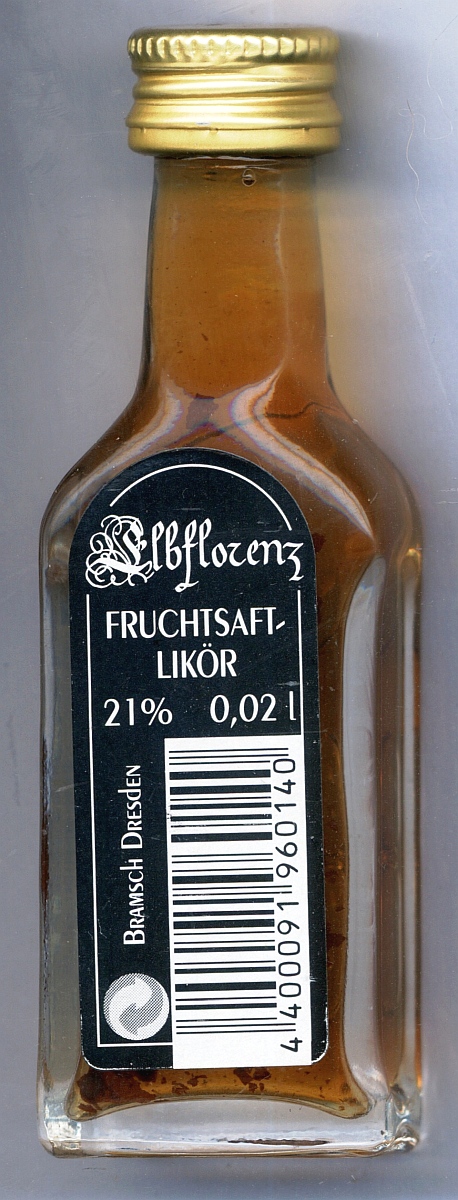 Elbflorenz
FRUCHTSAFT-
LIKÖR
21% 0,02 l
BRAMSCH DRESdEN
4 400091 960140